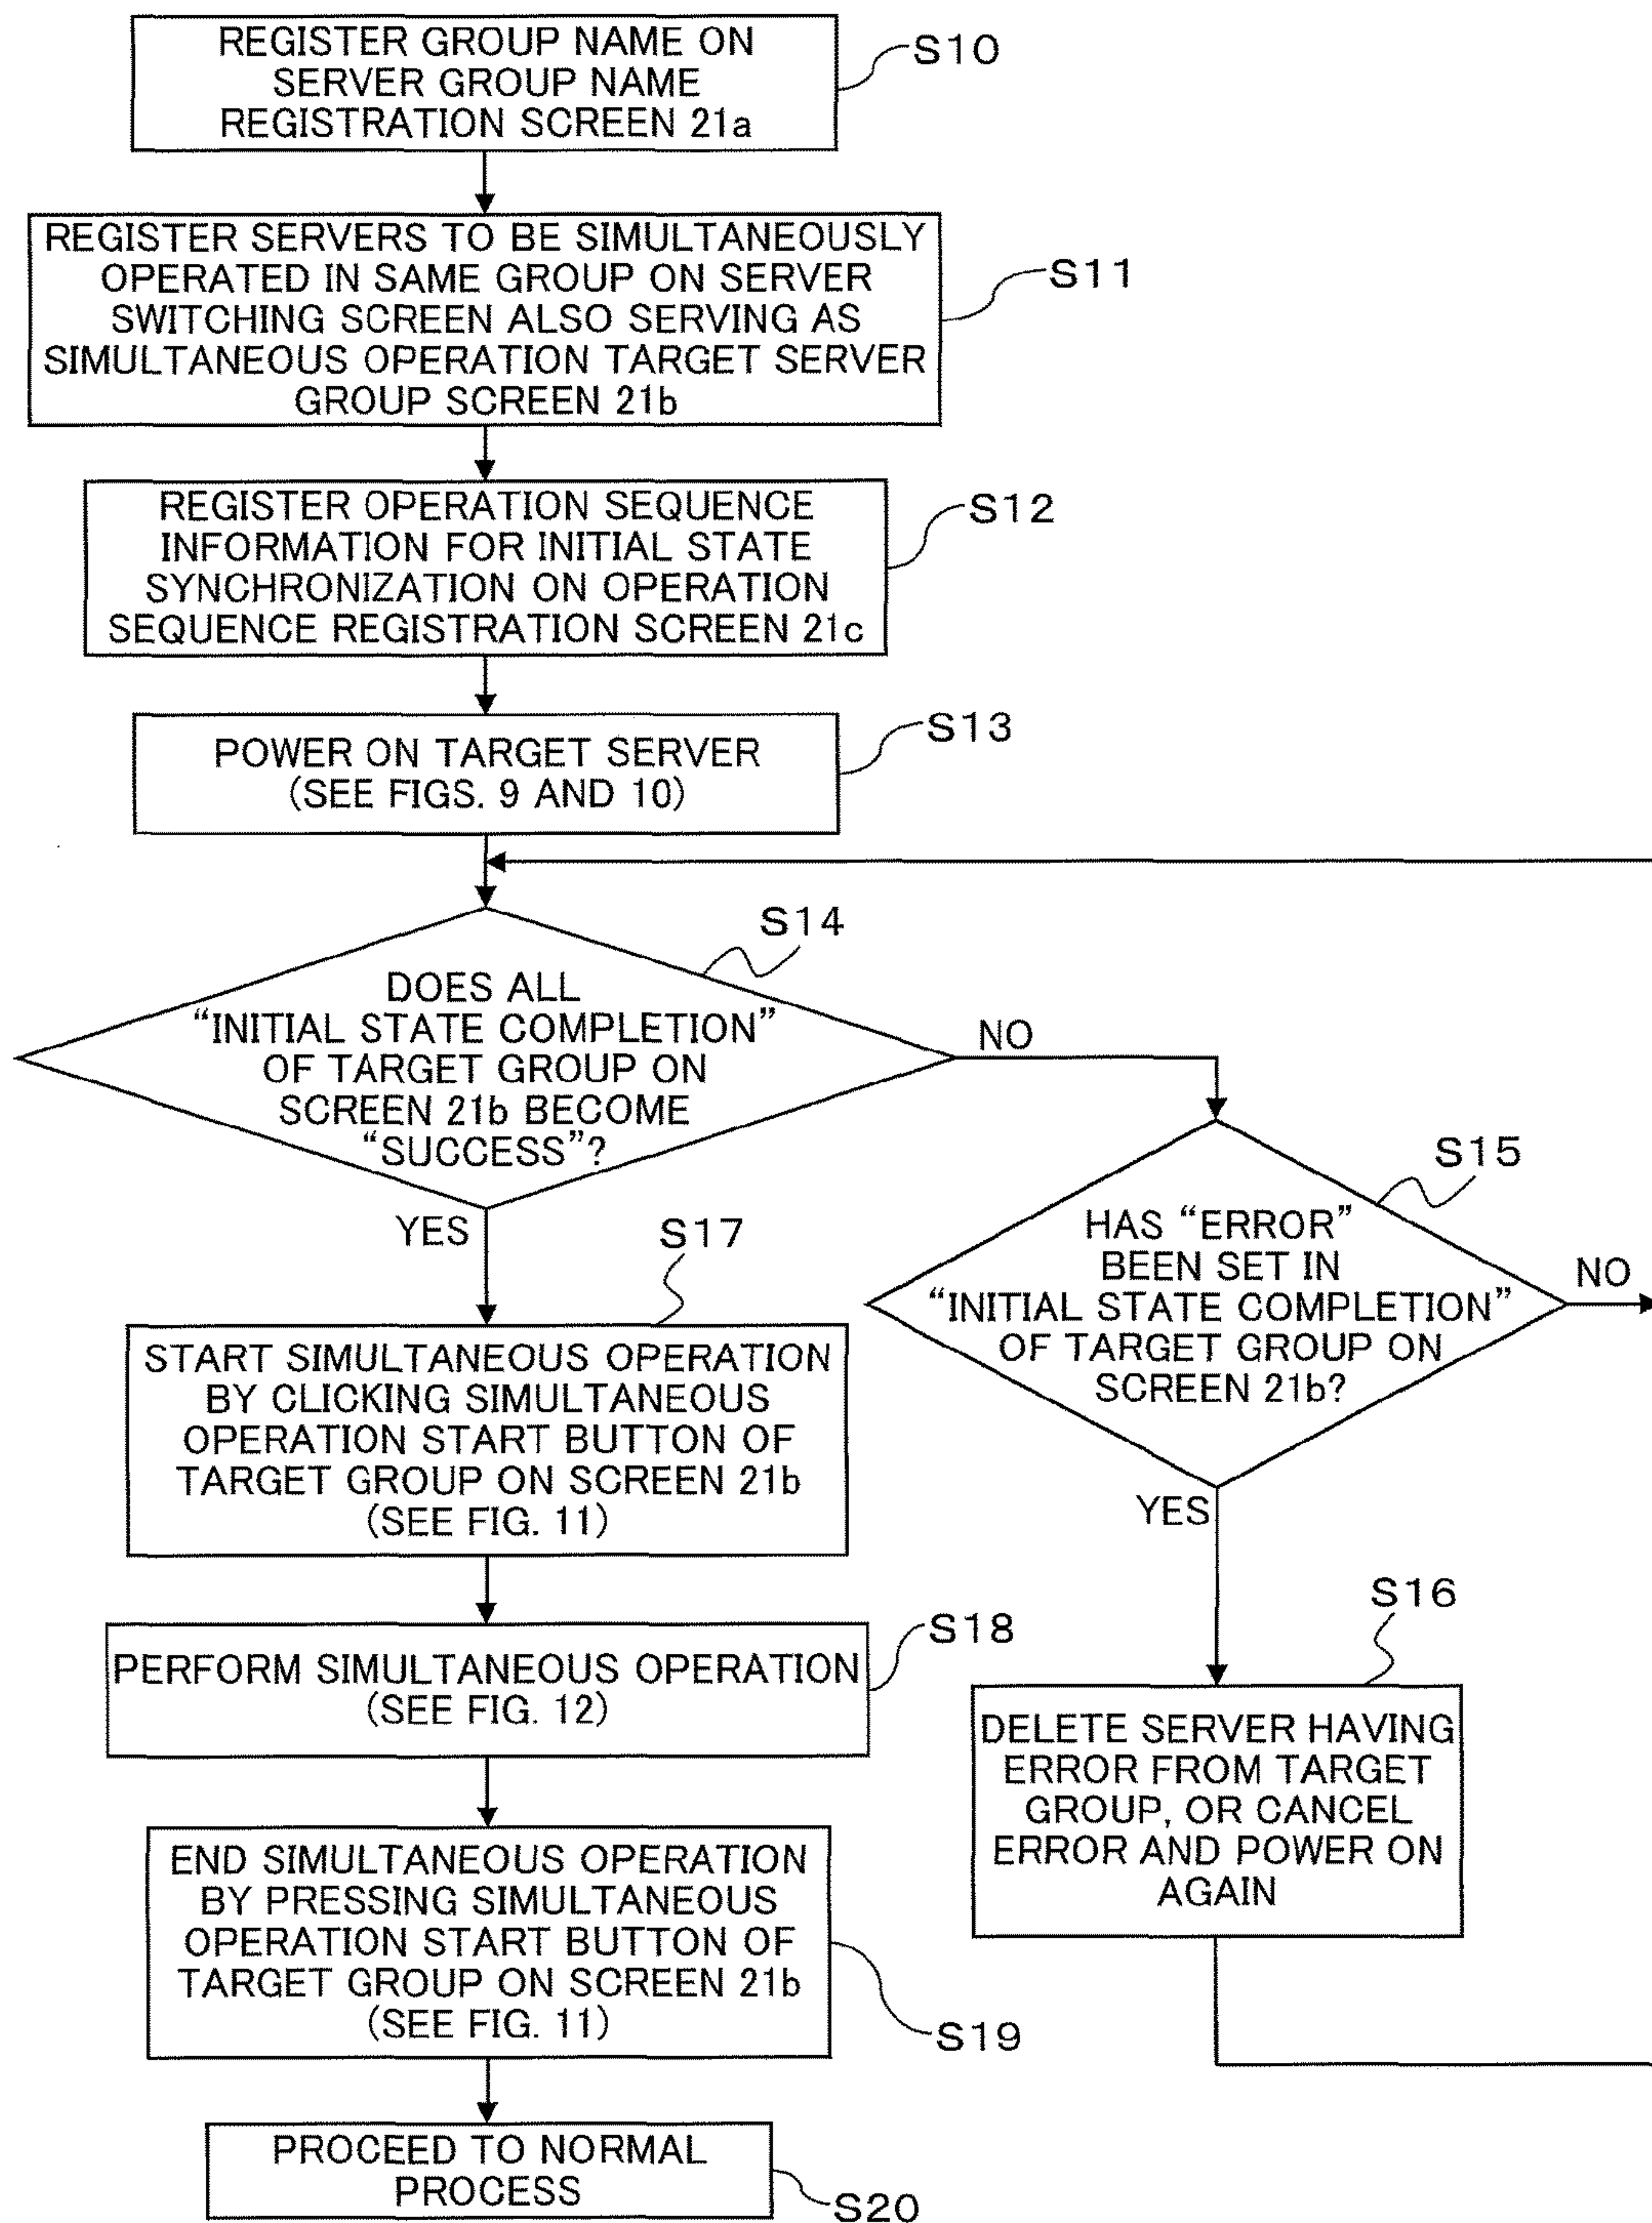 REGISTER GROUP NAME ON
SERVER GROUP NAME
REGISTRATION SCREEN 21a
S10
REGISTER SERVERS TO BE SIMULTANEOUSLY
OPERATED IN SAME GROUP ON SERVER
SWITCHING SCREEN ALSO SERVING AS
SIMULTANEOUS OPERATION TARGET SERVER
GROUP SCREEN 21b
S11
REGISTER OPERATION SEQUENCE
INFORMATION FOR INITIAL STATE
SYNCHRONIZATION ON OPERATION
SEQUENCE REGISTRATION SCREEN 21c
S12
POWER ON TARGET SERVER
(SEE FIGS. 9 AND 10)
S13
S14
DOES ALL
“INITIAL STATE COMPLETION”
OF TARGET GROUP ON
SCREEN 21b BECOME
“SUCCESS”?
NO
YES
S15
HAS “ERROR”
BEEN SET IN
“INITIAL STATE COMPLETION”
OF TARGET GROUP ON
SCREEN 21b?
NO
YES
S16
DELETE SERVER HAVING
ERROR FROM TARGET
GROUP, OR CANCEL
ERROR AND POWER ON
AGAIN
S17
START SIMULTANEOUS OPERATION
BY CLICKING SIMULTANEOUS
OPERATION START BUTTON OF
TARGET GROUP ON SCREEN 21b
(SEE FIG. 11)
S18
PERFORM SIMULTANEOUS OPERATION
(SEE FIG. 12)
END SIMULTANEOUS OPERATION
BY PRESSING SIMULTANEOUS
OPERATION START BUTTON OF
TARGET GROUP ON SCREEN 21b
(SEE FIG. 11)
S19
PROCEED TO NORMAL
PROCESS
S20